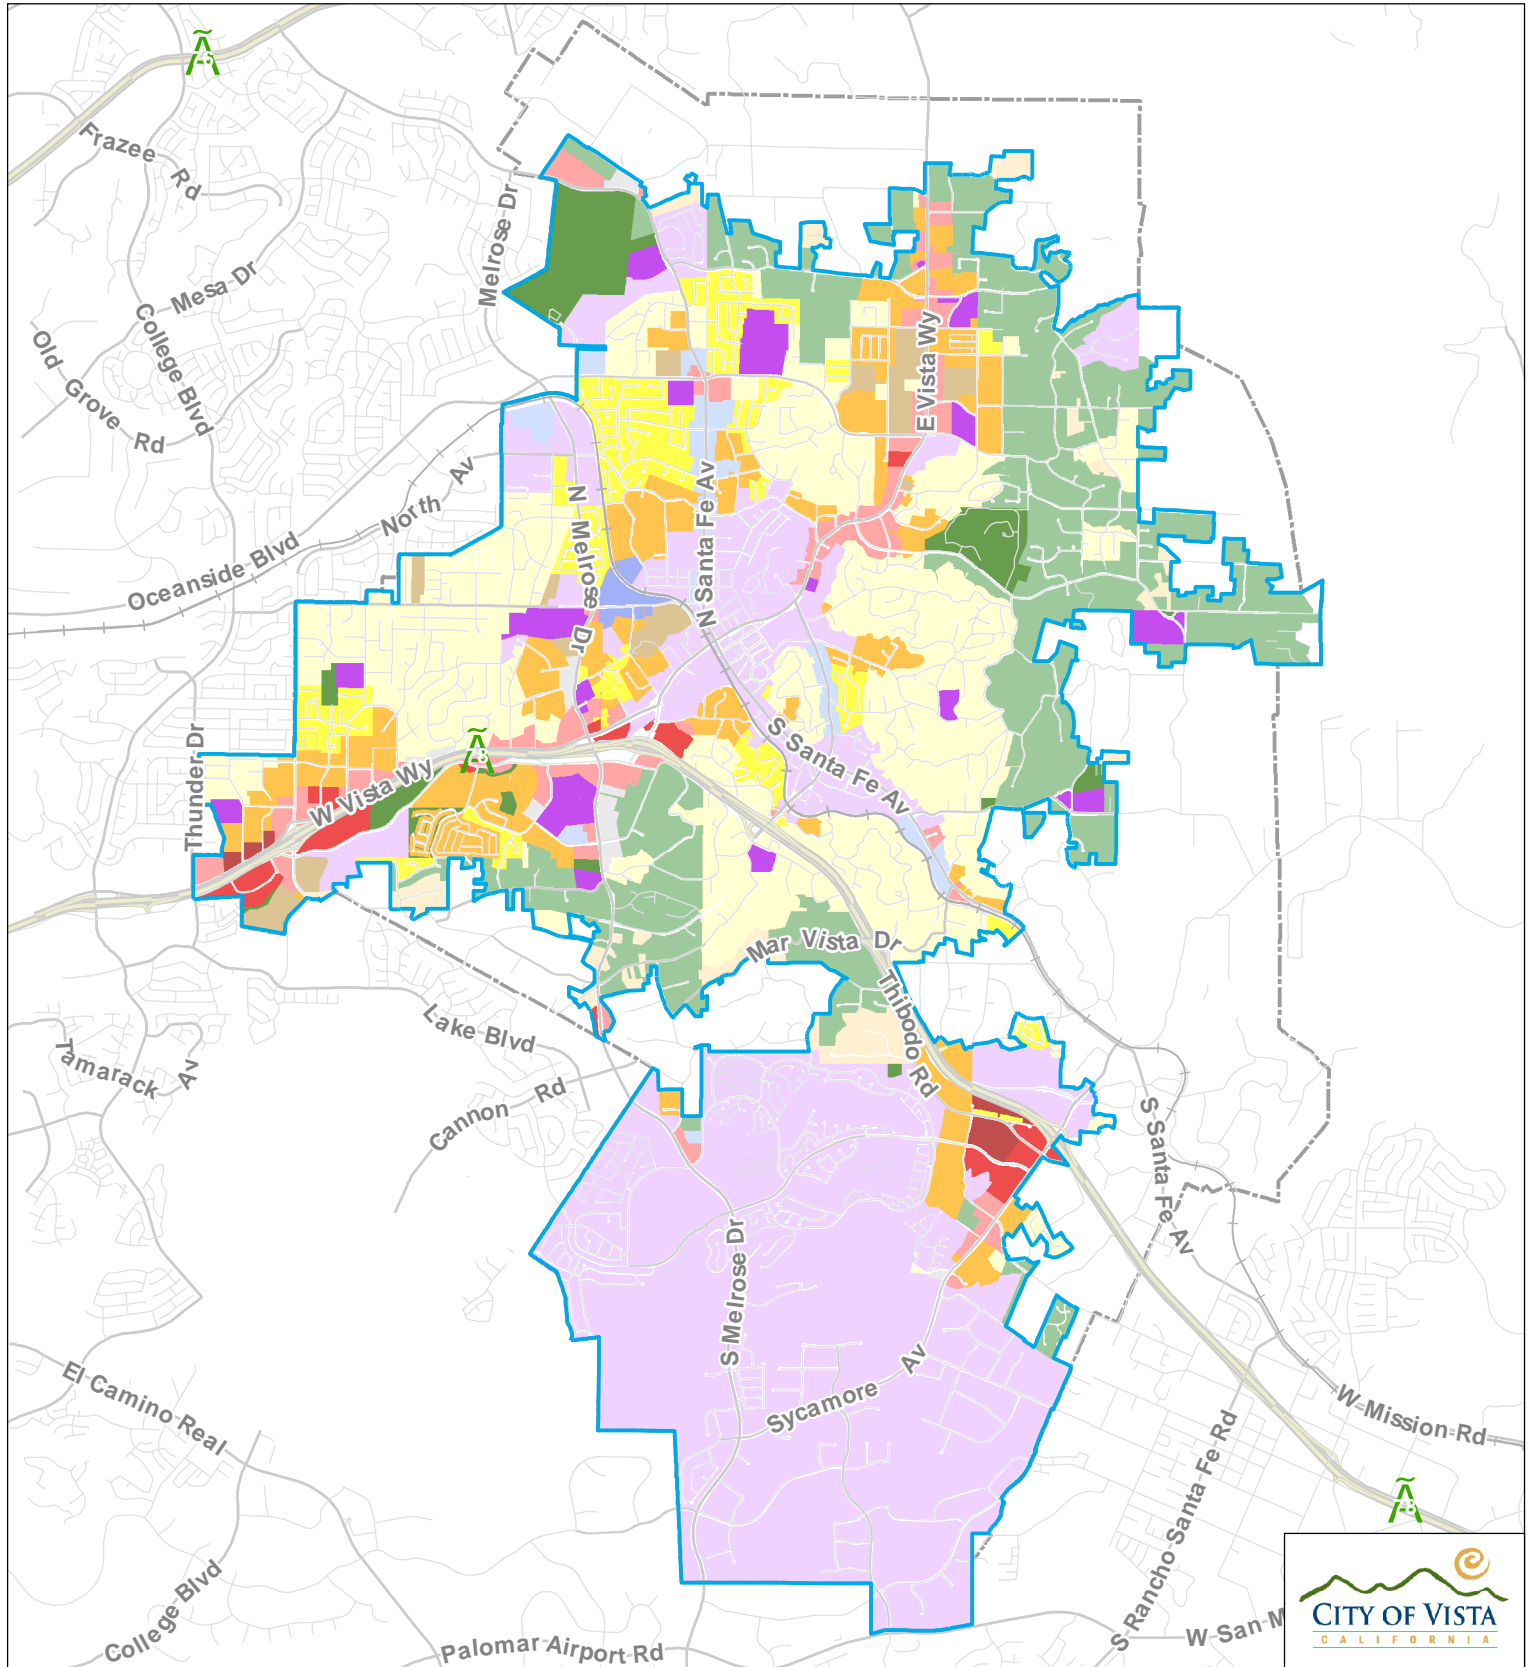 Frazee Rd
Melrose Dr
Mesa Dr
College Blvd
Old Grove Rd
E Vista Wy
North Av
N Melrose Dr
N Santa Fe Av
Oceanside Blvd
Thunder Dr
W Vista Wy
S Santa Fe Av
Mar Vista Dr
Thibodo Rd
Lake Blvd
Tamarack Av
Cannon Rd
S Santa Fe Av
S Melrose Dr
Sycamore Av
El Camino Real
W Mission Rd
S Rancho Santa Fe Rd
College Blvd
Palomar Airport Rd
W San M
CITY OF VISTA
CALIFORNIA